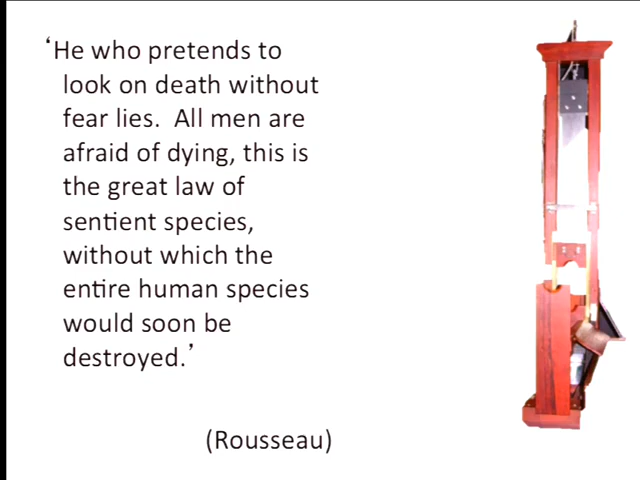 ‘He who pretends to
look on death without
fear lies.  All men are
afraid of dying, this is
the great law of
sentient species,
without which the
entire human species
would soon be
destroyed.’
(Rousseau)